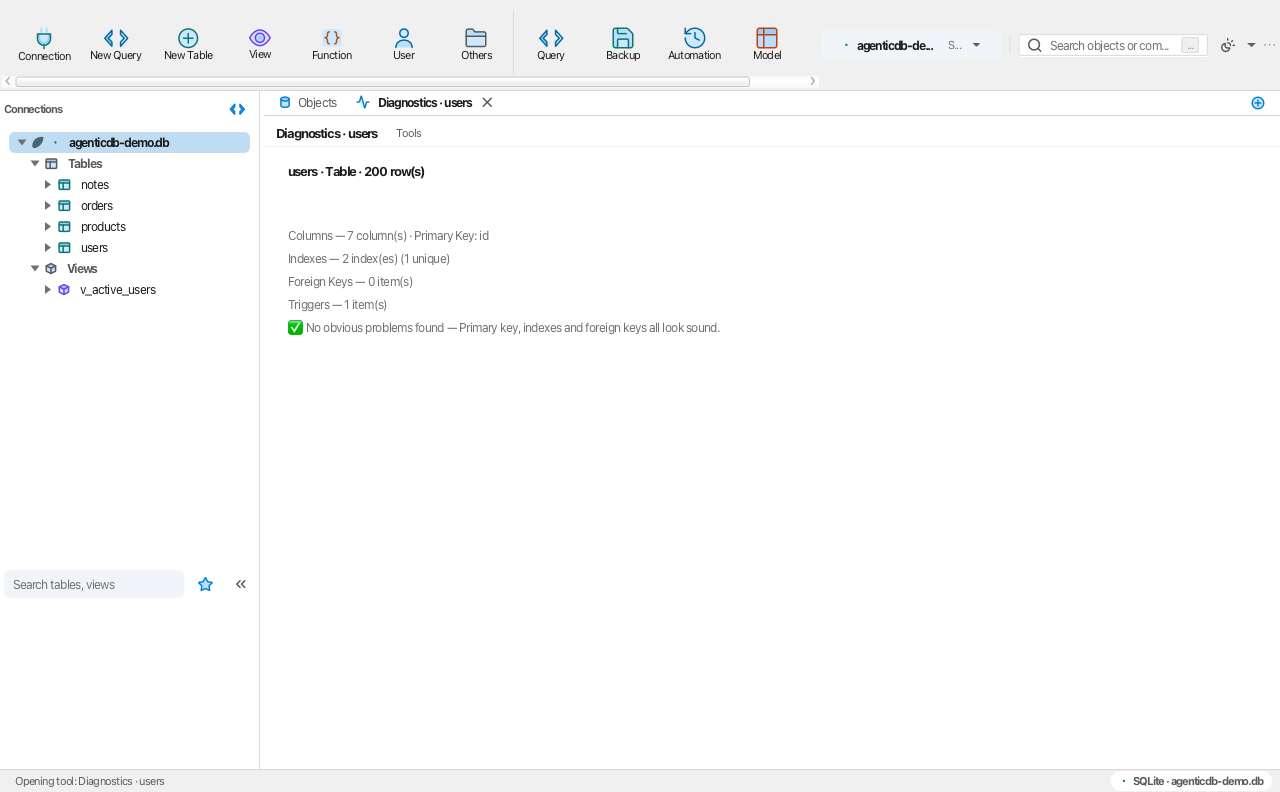 Connection
New Query
New Table
View
Function
User
Others
Query
Backup
Automation
Model
agenticdb-de...
S...
Search objects or com...
...
Connections
Objects
Diagnostics · users
agenticdb-demo.db
Tables
notes
orders
products
users
Views
v_active_users
Search tables, views
Diagnostics · users
Tools
users · Table · 200 row(s)
Columns — 7 column(s) · Primary Key: id
Indexes — 2 index(es) (1 unique)
Foreign Keys — 0 item(s)
Triggers — 1 item(s)
✅ No obvious problems found — Primary key, indexes and foreign keys all look sound.
Opening tool: Diagnostics · users
SQLite · agenticdb-demo.db